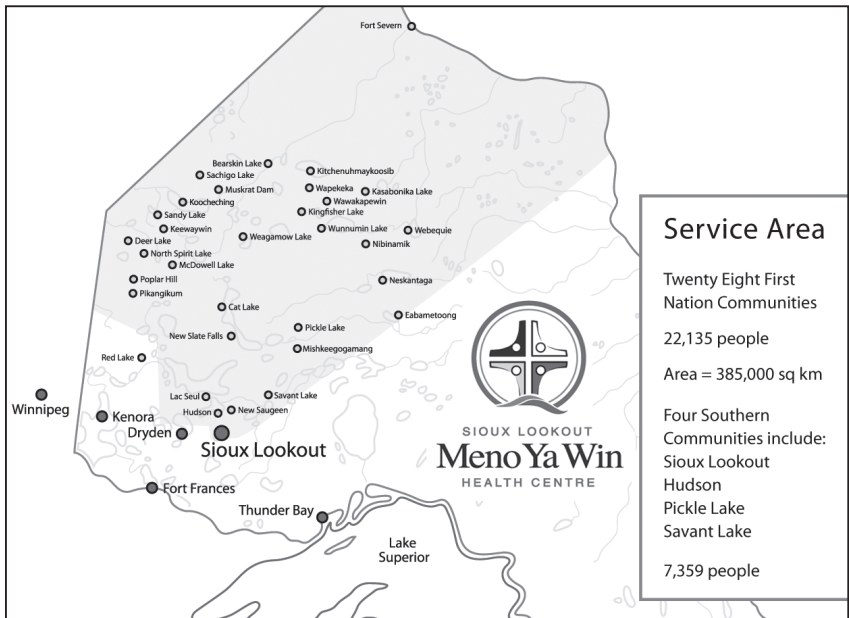 Fort Severn
Bearskin Lake
Kitchenuhmaykoosib
Sachigo Lake
Muskrat Dam
Wapekeka
Kasabonika Lake
Koocheching
Wawakapewin
Kingfisher Lake
Sandy Lake
Keewaywin
Wunnumin Lake
Webequie
Deer Lake
Weagamow Lake
Nibinamik
North Spirit Lake
McDowell Lake
Poplar Hill
Neskantaga
Pikangikum
Cat Lake
Eabametoong
Pickle Lake
New Slate Falls
Mishkeegogamang
Red Lake
Lac Seul
Savant Lake
Winnipeg
Hudson
New Saugeen
Kenora
Dryden
Sioux Lookout
Fort Frances
Thunder Bay
Lake
Superior
SIOUX LOOKOUT
Meno Ya Win
HEALTH CENTRE
Service Area
Twenty Eight First
Nation Communities
22,135 people
Area = 385,000 sq km
Four Southern
Communities include:
Sioux Lookout
Hudson
Pickle Lake
Savant Lake
7,359 people